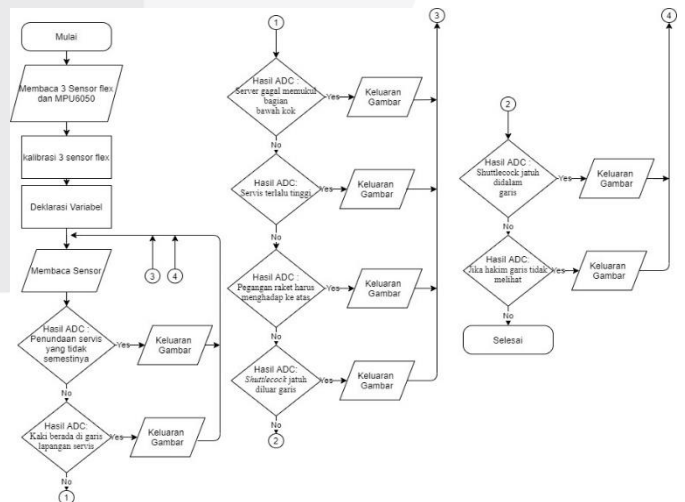 Mulai
Membaca 3 Sensor flex
dan MPU6050
kalibrasi 3 sensor flex
Deklarasi Variabel
Membaca Sensor
3
4
Hasil ADC :
Penundaan servis
yang tidak
semestinya
Yes
Keluaran
Gambar
No
Hasil ADC:
Kaki berada di garis
lapangan servis
Yes
Keluaran
Gambar
No
1
1
3
Hasil ADC :
Server gagal memukul
bagian
bawah kok
Yes
Keluaran
Gambar
No
Hasil ADC:
Servis terlalu tinggi
Yes
Keluaran
Gambar
No
Hasil ADC :
Pegangan raket harus
menghadap ke atas
Yes
Keluaran
Gambar
No
Hasil ADC:
Shuttlecock jatuh
diluar garis
Yes
Keluaran
Gambar
No
2
4
2
Hasil ADC :
Shuttlecock jatuh
didalam
garis
Yes
Keluaran
Gambar
No
Hasil ADC:
Jika hakim garis tidak
melihat
Yes
Keluaran
Gambar
No
Selesai